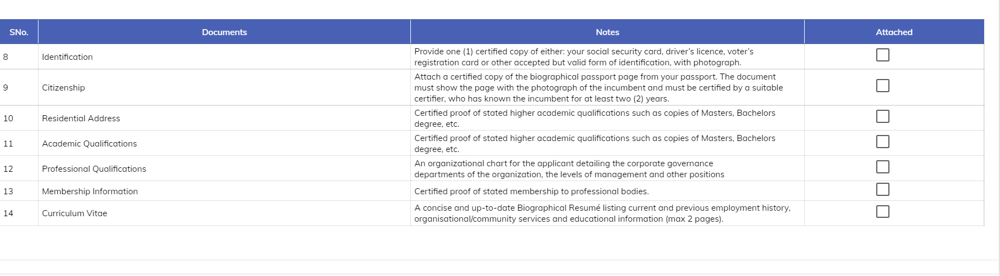 SNo. Documents Notes Attached
8 Identification Provide one (1) certified copy of either: your social security card, driver’s licence, voter’s
registration card or other accepted but valid form of identification, with photograph.
9 Citizenship Attach a certified copy of the biographical passport page from your passport. The document
must show the page with the photograph of the incumbent and must be certified by a suitable
certifier, who has known the incumbent for at least two (2) years.
10 Residential Address Certified proof of stated higher academic qualifications such as copies of Masters, Bachelors
degree, etc.
11 Academic Qualifications Certified proof of stated higher academic qualifications such as copies of Masters, Bachelors
degree, etc.
12 Professional Qualifications An organizational chart for the applicant detailing the corporate governance
departments of the organization, the levels of management and other positions
13 Membership Information Certified proof of stated membership to professional bodies.
14 Curriculum Vitae A concise and up-to-date Biographical Resumé listing current and previous employment history,
organisational/community services and educational information (max 2 pages).